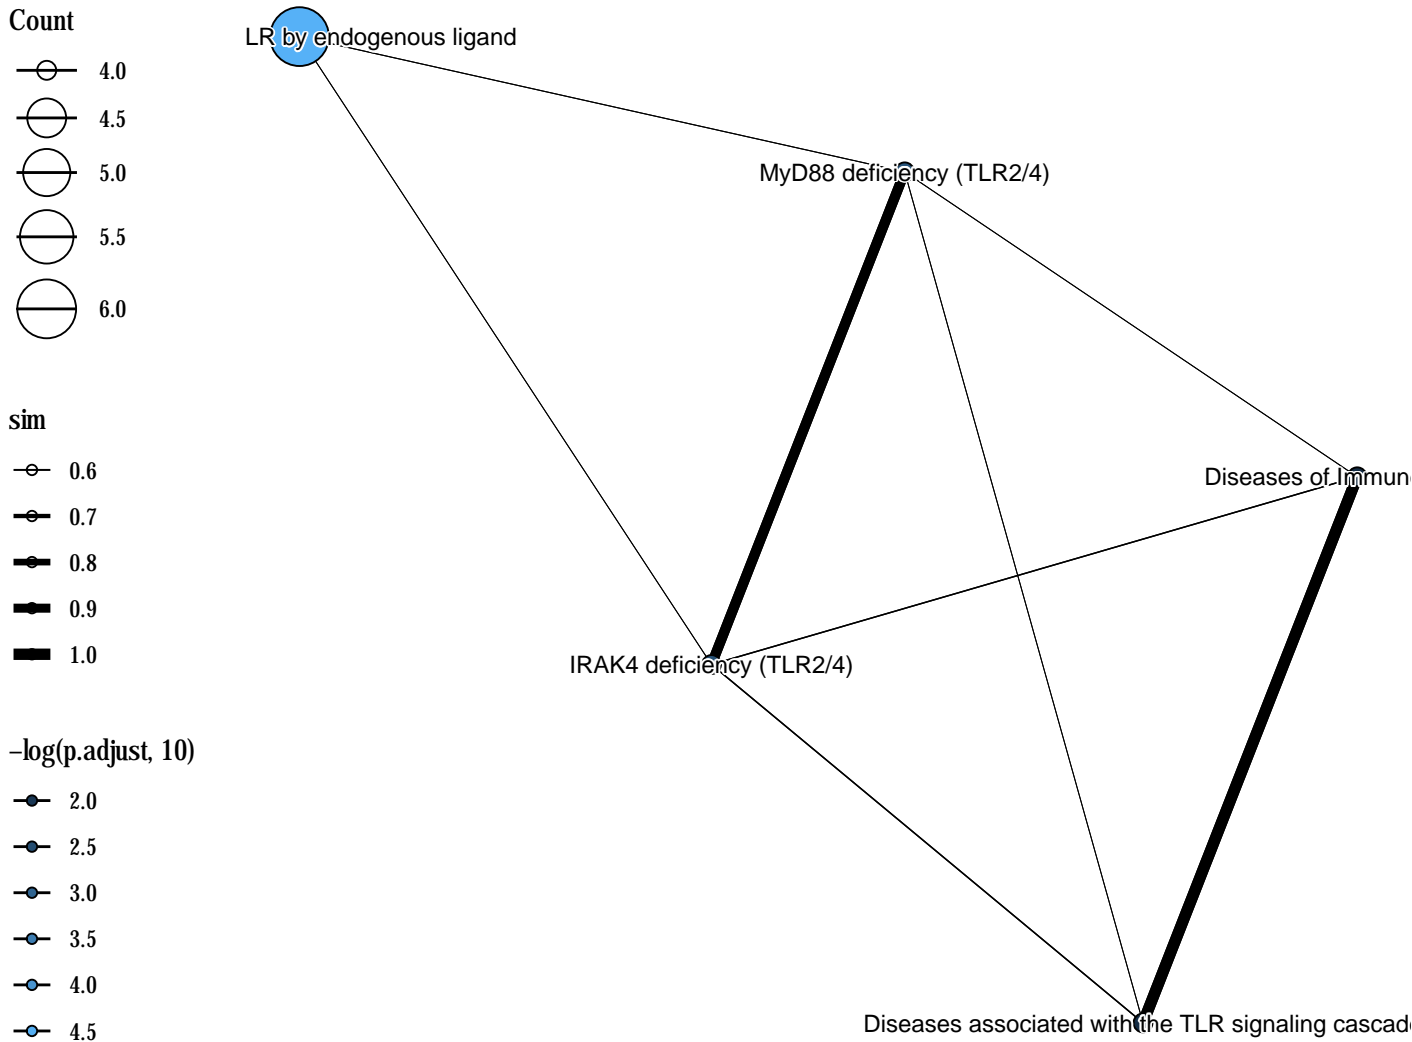 Count
4.0
4.5
5.0
5.5
6.0
sim
0.6
0.7
0.8
0.9
1.0
−log(p.adjust, 10)
2.0
2.5
3.0
3.5
4.0
4.5
LR by endogenous ligand
MyD88 deficiency (TLR2/4)
Diseases of Immun
IRAK4 deficiency (TLR2/4)
Diseases associated with the TLR signaling cascad